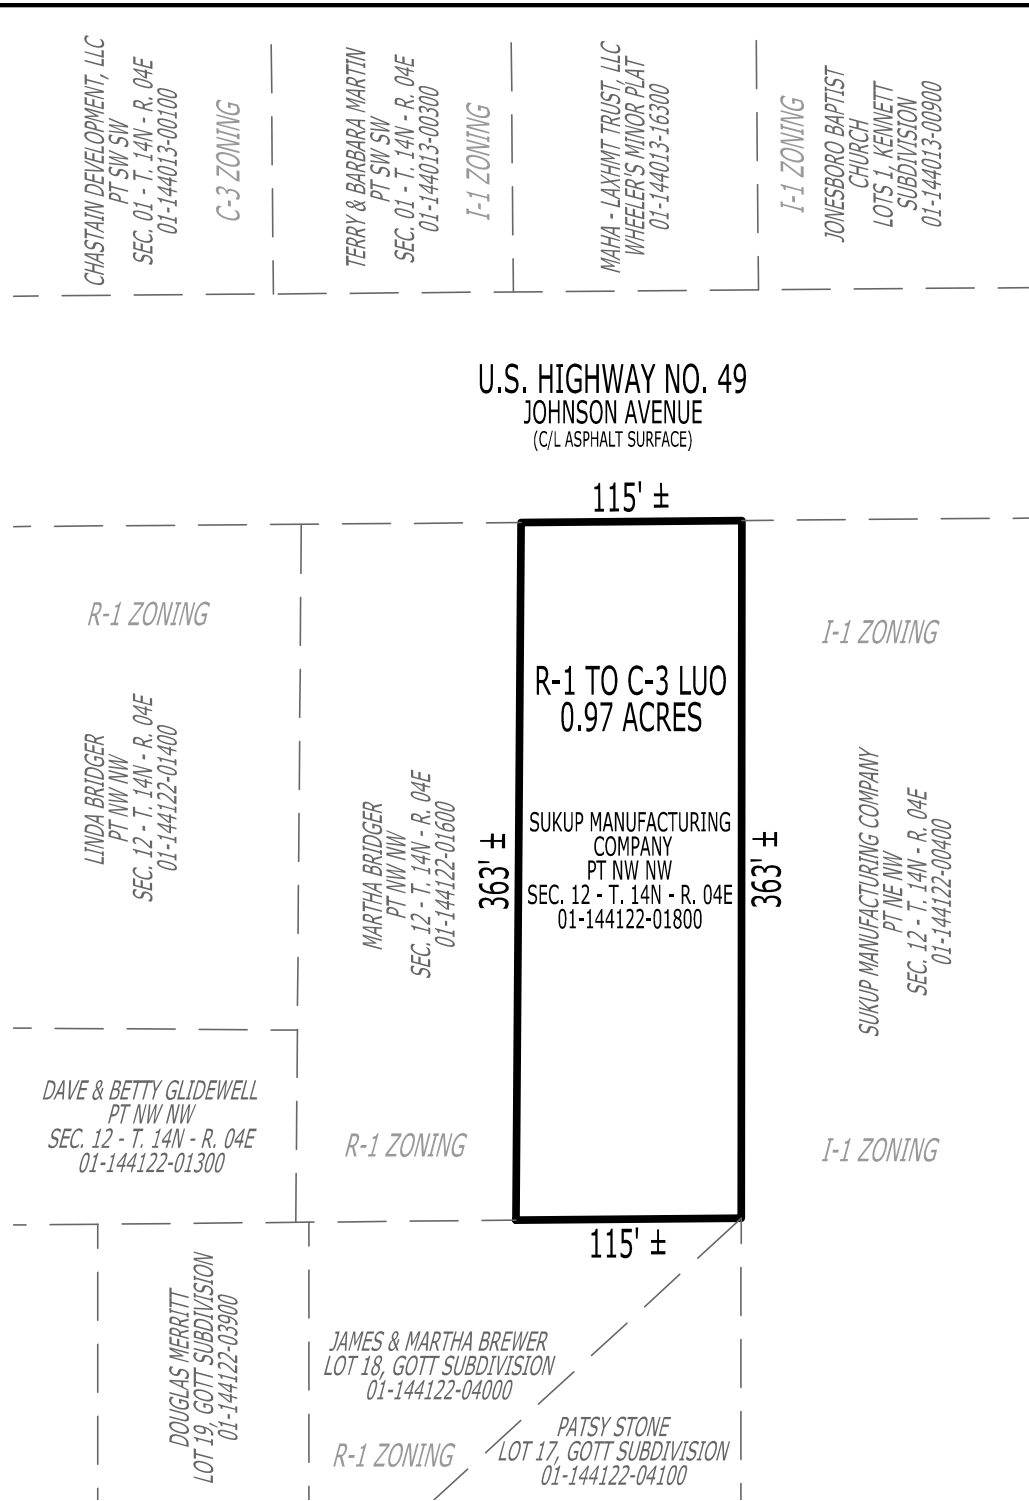 CHASTAIN DEVELOPMENT, LLC
PT SW SW
SEC. 01 - T. 14N - R. 04E
01-144013-00100
C-3 ZONING
TERRY & BARBARA MARTIN
PT SW SW
SEC. 01 - T. 14N - R. 04E
01-144013-00300
I-1 ZONING
MAHA - LAXHMT TRUST, LLC
WHEELER'S MINOR PLAT
01-144013-16300
I-1 ZONING
JONESBORO BAPTIST
CHURCH
LOTS 1, KENNETT
SUBDIVISION
01-144013-00900
U.S. HIGHWAY NO. 49
JOHNSON AVENUE
(C/L ASPHALT SURFACE)
115' ±
R-1 ZONING
I-1 ZONING
R-1 TO C-3 LUO
0.97 ACRES
LINDA BRIDGER
PT NW NW
SEC. 12 - T. 14N - R. 04E
01-144122-01400
MARTHA BRIDGER
PT NW NW
SEC. 12 - T. 14N - R. 04E
01-144122-01600
363' ±
SUKUP MANUFACTURING
COMPANY
PT NW NW
SEC. 12 - T. 14N - R. 04E
01-144122-01800
363' ±
SUKUP MANUFACTURING COMPANY
PT NE NW
SEC. 12 - T. 14N - R. 04E
01-144122-00400
DAVE & BETTY GLIDEWELL
PT NW NW
SEC. 12 - T. 14N - R. 04E
01-144122-01300
R-1 ZONING
I-1 ZONING
115' ±
DOUGLAS MERRITT
LOT 19, GOTT SUBDIVISION
01-144122-03900
JAMES & MARTHA BREWER
LOT 18, GOTT SUBDIVISION
01-144122-04000
R-1 ZONING
PATSY STONE
LOT 17, GOTT SUBDIVISION
01-144122-04100